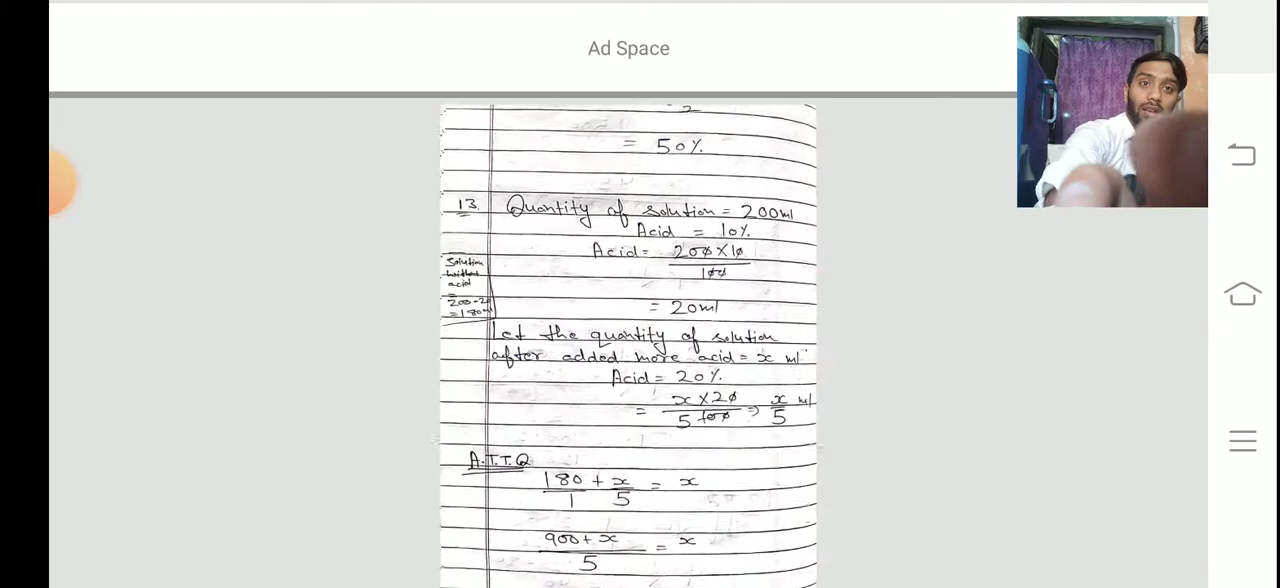 Ad Space
= 50%
13. Quantity of solution = 200ml
Acid = 10%
Acid = 200 × 10
100
= 20ml
Solution
without
acid
=
200-20
=180ml
Let the quantity of solution
after added more acid = x ml
Acid = 20%
= x × 20 ⇒ x ml
5 100 5
A.T.T.Q
180 + x = x
1 5
900 + x = x
5